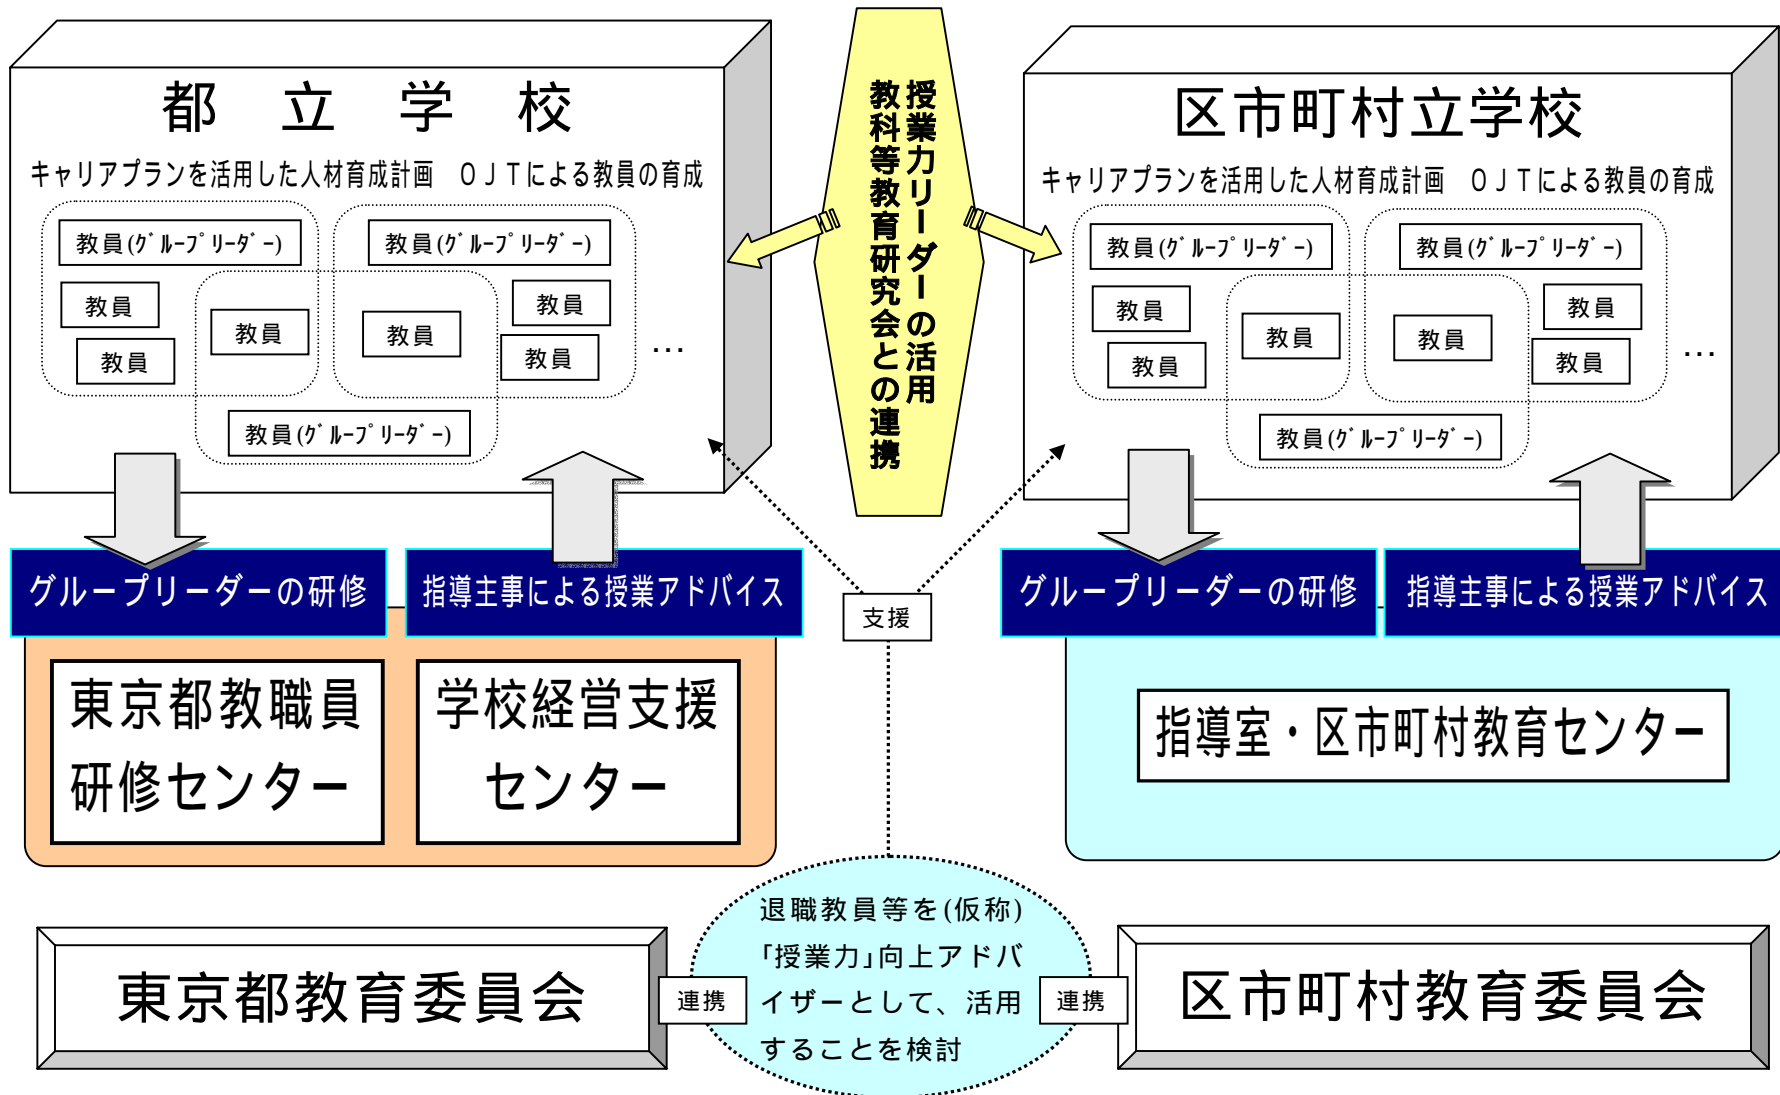 都立学校
キャリアプランを活用した人材育成計画　ＯＪＴによる教員の育成
教員(ｸﾞﾙｰﾌﾟﾘｰﾀﾞｰ)
教員(ｸﾞﾙｰﾌﾟﾘｰﾀﾞｰ)
教員
教員
教員
教員
教員
教員
…
教員(ｸﾞﾙｰﾌﾟﾘｰﾀﾞｰ)
授業力リーダーの活用
教科等教育研究会との連携
区市町村立学校
キャリアプランを活用した人材育成計画　ＯＪＴによる教員の育成
教員(ｸﾞﾙｰﾌﾟﾘｰﾀﾞｰ)
教員(ｸﾞﾙｰﾌﾟﾘｰﾀﾞｰ)
教員
教員
教員
教員
教員
教員
…
教員(ｸﾞﾙｰﾌﾟﾘｰﾀﾞｰ)
グループリーダーの研修
指導主事による授業アドバイス
支援
グループリーダーの研修
指導主事による授業アドバイス
東京都教職員
研修センター
学校経営支援
センター
指導室・区市町村教育センター
東京都教育委員会
連携
退職教員等を(仮称)
｢授業力｣向上アドバ
イザーとして、活用
することを検討
連携
区市町村教育委員会